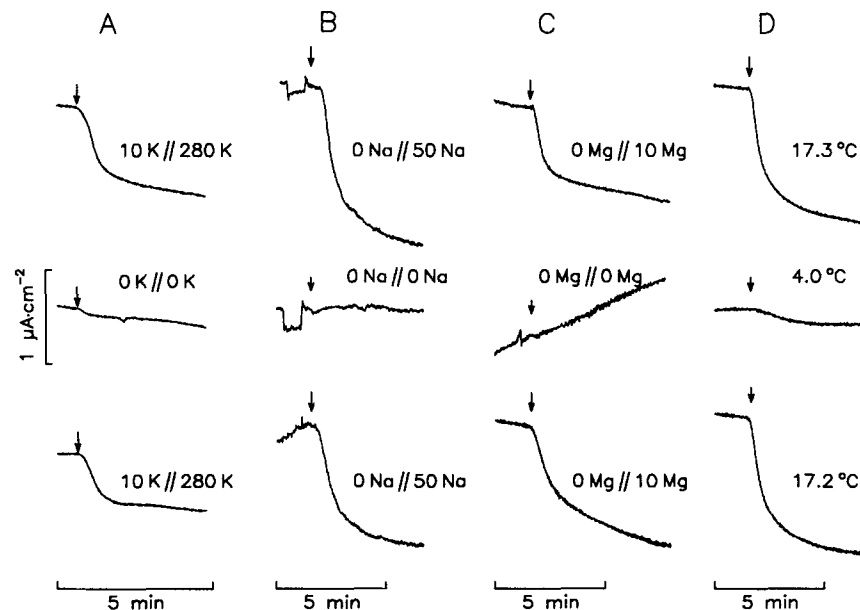 A B C D
10 K // 280 K
0 Na // 50 Na
0 Mg // 10 Mg
17.3 °C
0 K // 0 K
0 Na // 0 Na
0 Mg // 0 Mg
4.0 °C
1 µA·cm⁻²
10 K // 280 K
0 Na // 50 Na
0 Mg // 10 Mg
17.2 °C
5 min
5 min
5 min
5 min